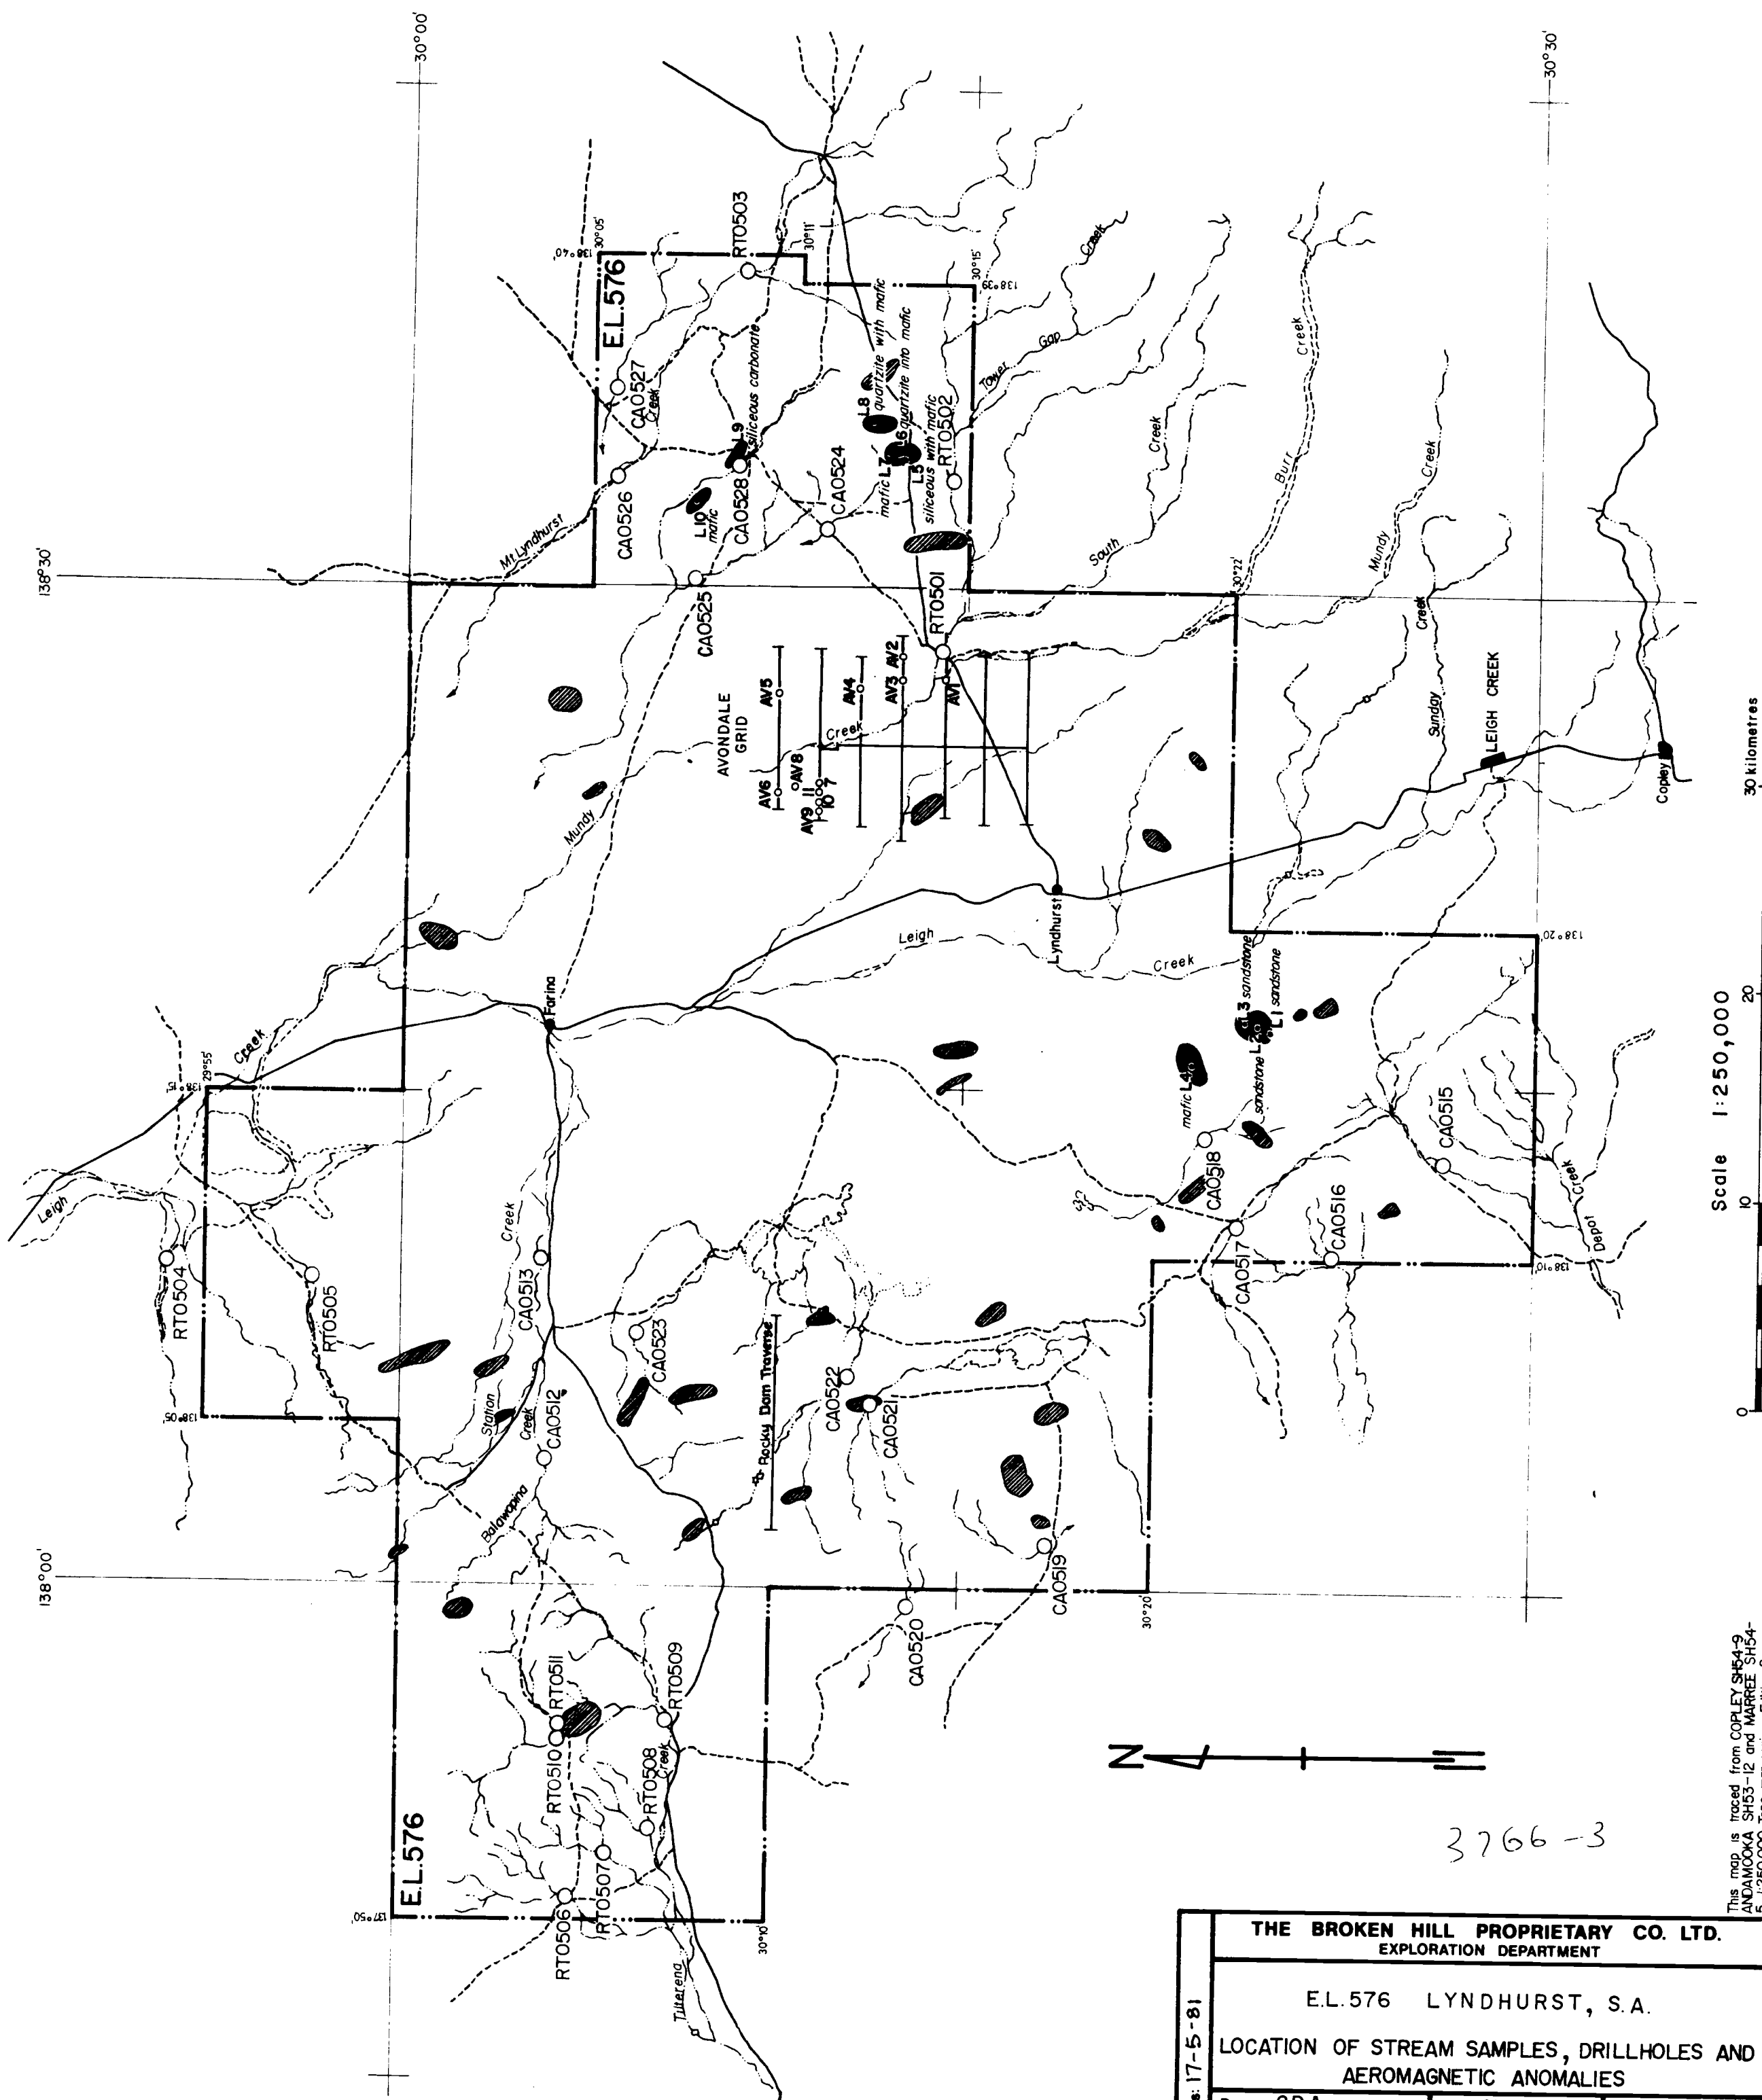 30°00'
138°30'
138°00'
30°30'
138°40'
30°05'
E.L.576
RT0503
30°11'
30°15'
138°39'
CA0527
Creek
CA0526
Mt Lyndhurst
L9
siliceous carbonate
L10
mafic
CA0528
CA0524
CA0525
L8
quartzite with mafic
L6
quartzite into mafic
mafic L7
L5
siliceous with mafic
RT0502
Tower Gap Creek
South Creek
Burr Creek
30°22'
Mundy Creek
Sunday Creek
LEIGH CREEK
Copley
RT0501
AVONDALE
GRID
AV5
AV4
AV3
AV2
AV1
AV6
AV8
AV9
11
10
7
Creek
Mundy
Creek
Lyndhurst
Leigh
Creek
Farina
138°15'
29°55'
Leigh
RT0504
RT0505
138°05'
Creek
CA0513
Station
Creek
CA0512
Balawopina
CA0523
Rocky Dam Traverse
CA0522
CA0521
CA0520
CA0519
30°20'
L3 sandstone
L1 sandstone
sandstone L2
mafic L4
138°20'
CA0518
CA0517
CA0516
CA0515
138°10'
Depot Creek
E.L.576
137°50'
30°10'
RT0511
RT0510
RT0509
RT0508
Creek
RT0507
RT0506
N
3766-3
Scale 1:250,000
0
10
20
30 kilometres
This map is traced from COPLEY SH54-9
ANDAMOOKA SH53-12 and MARREE SH54-
THE BROKEN HILL PROPRIETARY CO. LTD.
EXPLORATION DEPARTMENT
E.L.576 LYNDHURST, S.A.
LOCATION OF STREAM SAMPLES, DRILLHOLES AND
AEROMAGNETIC ANOMALIES
17-5-81